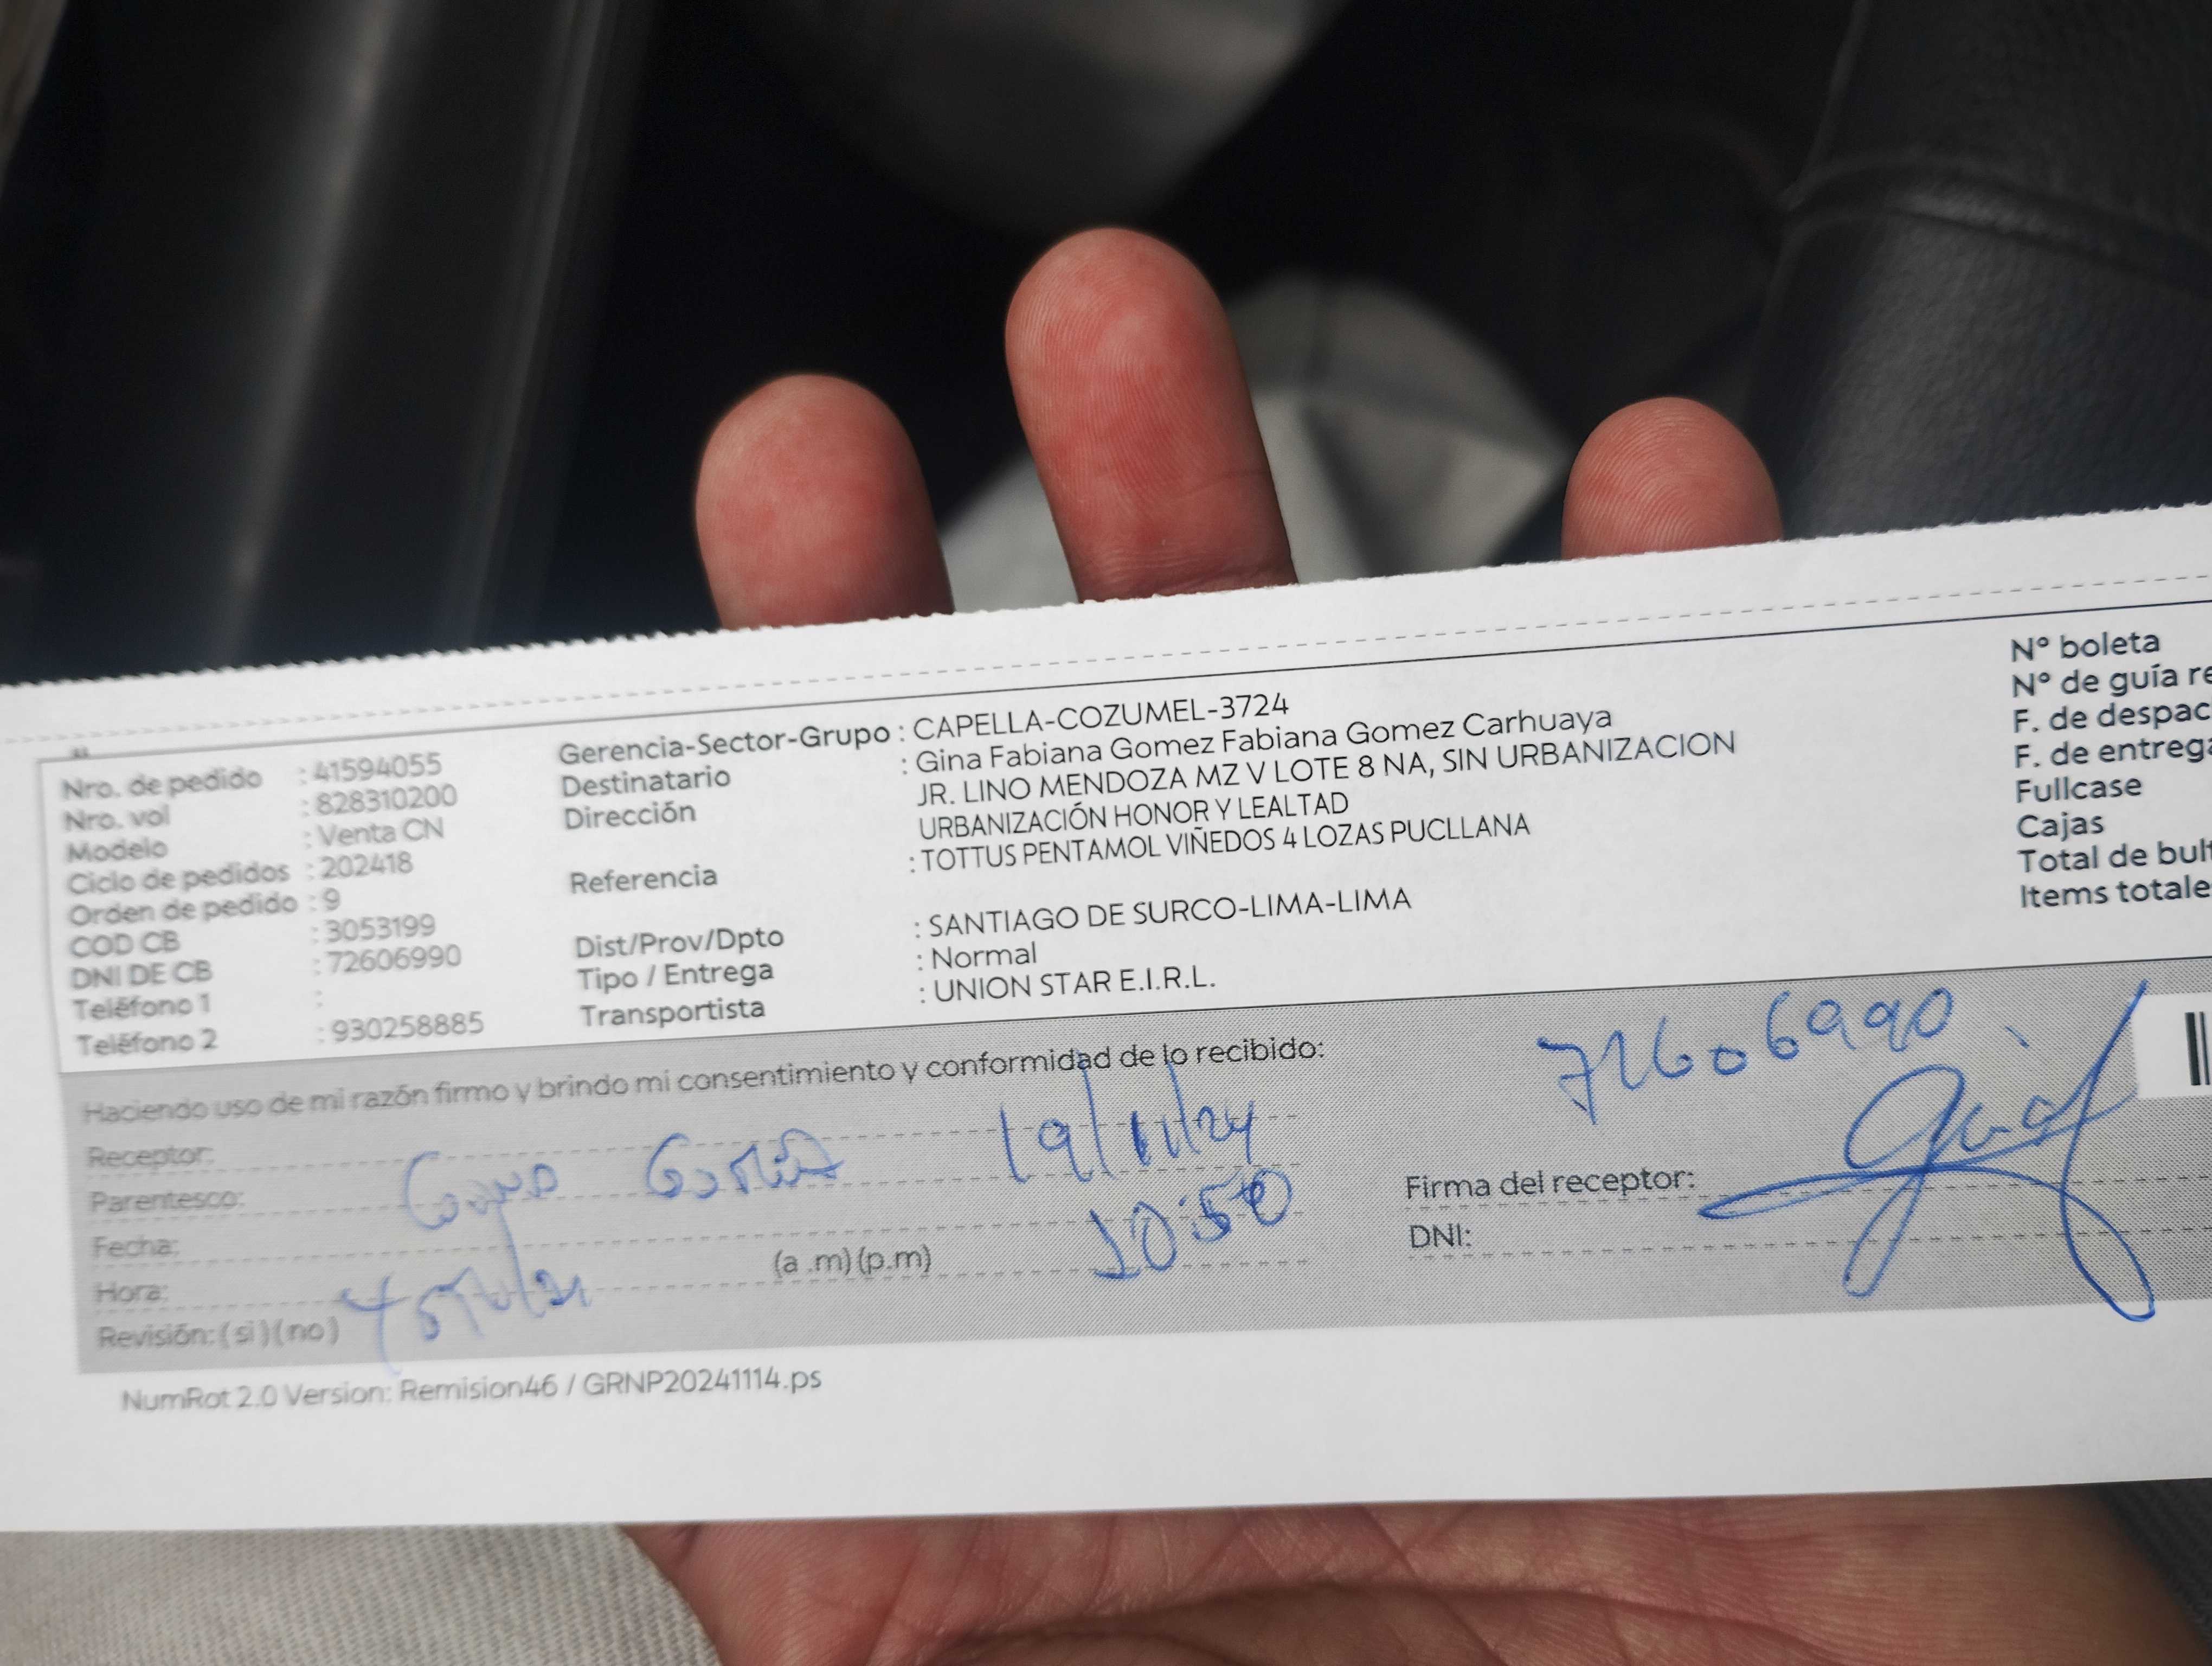 Nro. de pedido : 41594055
Nro. vol : 828310200
Modelo : Venta CN
Ciclo de pedidos : 202418
Orden de pedido : 9
COD CB : 3053199
DNI DE CB : 72606990
Teléfono 1 :
Teléfono 2 : 930258885
Gerencia-Sector-Grupo : CAPELLA-COZUMEL-3724
Destinatario : Gina Fabiana Gomez Fabiana Gomez Carhuaya
Dirección JR. LINO MENDOZA MZ V LOTE 8 NA, SIN URBANIZACION
URBANIZACIÓN HONOR Y LEALTAD
Referencia : TOTTUS PENTAMOL VIÑEDOS 4 LOZAS PUCLLANA
Dist/Prov/Dpto : SANTIAGO DE SURCO-LIMA-LIMA
Tipo / Entrega : Normal
Transportista : UNION STAR E.I.R.L.
N° boleta
N° de guía
F. de
F. de
Fullcase
Cajas
Total de
Items
Haciendo uso de mi razón firmo y brindo mi consentimiento y conformidad de lo recibido:
Receptor:
Parentesco:
19/11/24
Fecha:
Hora: (a .m) (p.m) 10:50
Revisión: ( si ) ( no )
72606990
Firma del receptor:
DNI:
NumRot 2.0 Version: Remision46 / GRNP20241114.ps